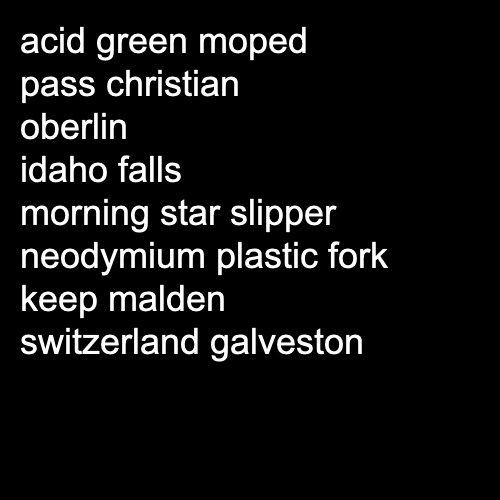 acid green moped
pass christian
oberlin
idaho falls
morning star slipper
neodymium plastic fork
keep malden
switzerland galveston